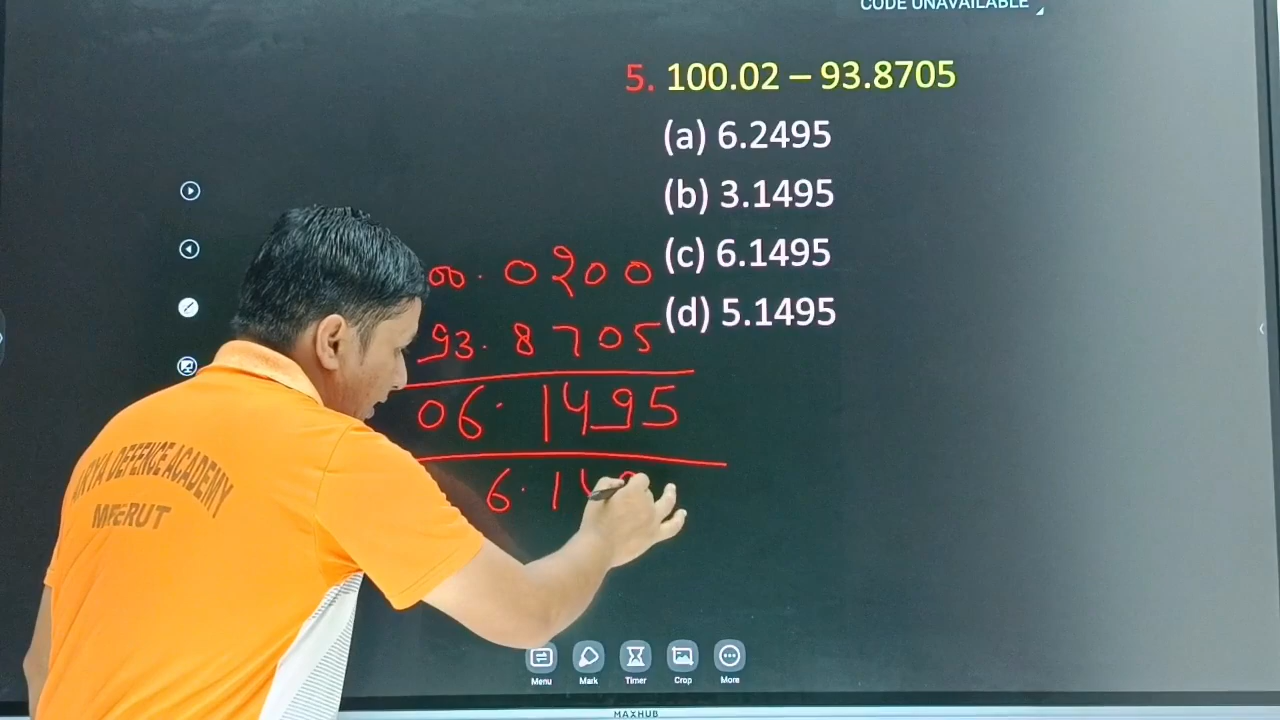 CODE UNAVAILABLE
5. 100.02 – 93.8705
(a) 6.2495
(b) 3.1495
(c) 6.1495
(d) 5.1495
00.0200
93.8705
06.1495
6.14
DEFENCE ACADEMY
MEERUT
Menu Mark Timer Crop More
MAXHUB